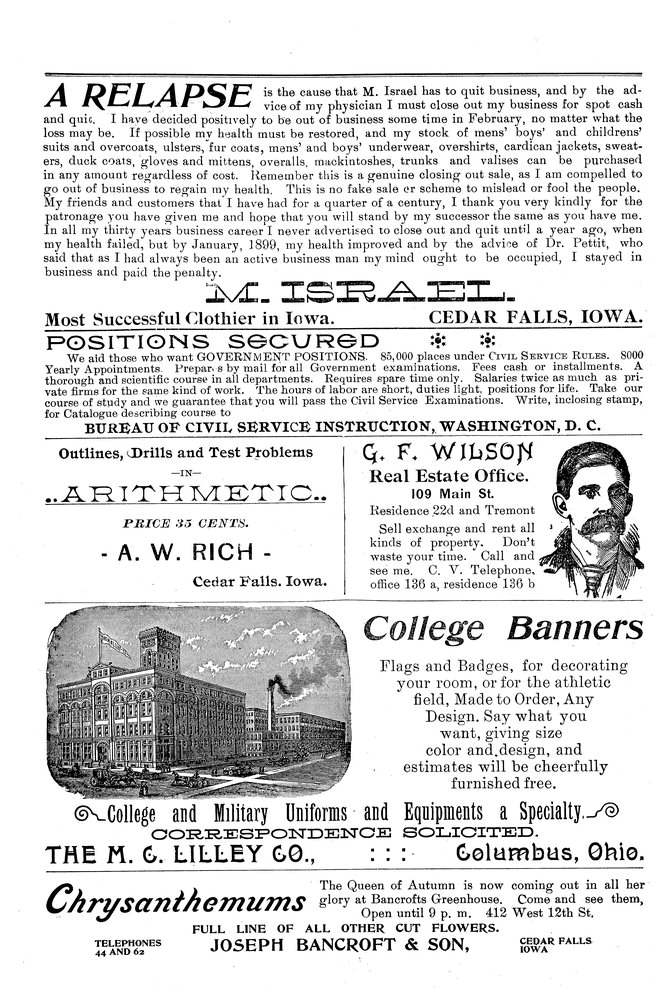 A RELAPSE is the cause that M. Israel has to quit business, and by the ad-
vice of my physician I must close out my business for spot cash
and quit. I have decided positively to be out of business some time in February, no matter what the
loss may be. If possible my health must be restored, and my stock of mens' boys' and childrens'
suits and overcoats, ulsters, fur coats, mens' and boys' underwear, overshirts, cardican jackets, sweat-
ers, duck coats, gloves and mittens, overalls, mackintoshes, trunks and valises can be purchased
in any amount regardless of cost. Remember this is a genuine closing out sale, as I am compelled to
go out of business to regain my health. This is no fake sale or scheme to mislead or fool the people.
My friends and customers that I have had for a quarter of a century, I thank you very kindly for the
patronage you have given me and hope that you will stand by my successor the same as you have me.
In all my thirty years business career I never advertised to close out and quit until a year ago, when
my health failed, but by January, 1899, my health improved and by the advice of Dr. Pettit, who
said that as I had always been an active business man my mind ought to be occupied, I stayed in
business and paid the penalty.
M. ISRAEL.
Most Successful Clothier in Iowa. CEDAR FALLS, IOWA.
POSITIONS SECURED
We aid those who want GOVERNMENT POSITIONS. 85,000 places under CIVIL SERVICE RULES. 8000
Yearly Appointments. Prepares by mail for all Government examinations. Fees cash or installments. A
thorough and scientific course in all departments. Requires spare time only. Salaries twice as much as pri-
vate firms for the same kind of work. The hours of labor are short, duties light, positions for life. Take our
course of study and we guarantee that you will pass the Civil Service Examinations. Write, inclosing stamp,
for Catalogue describing course to
BUREAU OF CIVIL SERVICE INSTRUCTION, WASHINGTON, D. C.
Outlines, Drills and Test Problems
—IN—
..ARITHMETIC..
PRICE 35 CENTS.
- A. W. RICH -
Cedar Falls. Iowa.
G. F. WILSON
Real Estate Office.
109 Main St.
Residence 22d and Tremont
Sell exchange and rent all
kinds of property. Don't
waste your time. Call and
see me. C. V. Telephone,
office 136 a, residence 136 b
College Banners
Flags and Badges, for decorating
your room, or for the athletic
field, Made to Order, Any
Design. Say what you
want, giving size
color and,design, and
estimates will be cheerfully
furnished free.
College and Military Uniforms and Equipments a Specialty.
CORRESPONDENCE SOLICITED.
THE M. C. LILLEY CO., : : : Columbus, Ohio.
Chrysanthemums The Queen of Autumn is now coming out in all her
glory at Bancrofts Greenhouse. Come and see them,
Open until 9 p. m. 412 West 12th St.
FULL LINE OF ALL OTHER CUT FLOWERS.
TELEPHONES
44 AND 62
JOSEPH BANCROFT & SON,
CEDAR FALLS
IOWA